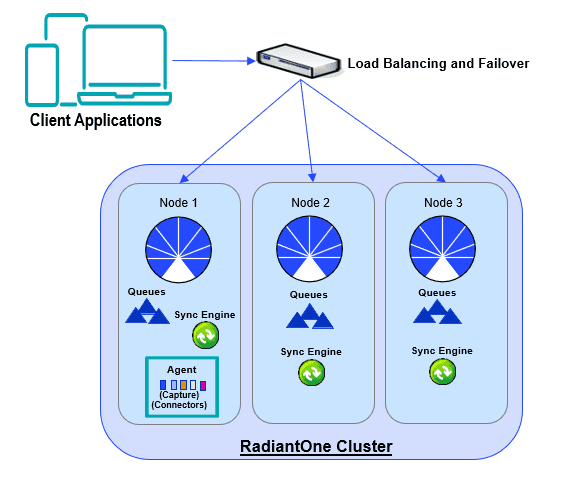 Client Applications
Load Balancing and Failover
Node 1
Queues
Sync Engine
Agent
(Capture)
(Connectors)
Node 2
Queues
Sync Engine
Node 3
Queues
Sync Engine
RadiantOne Cluster